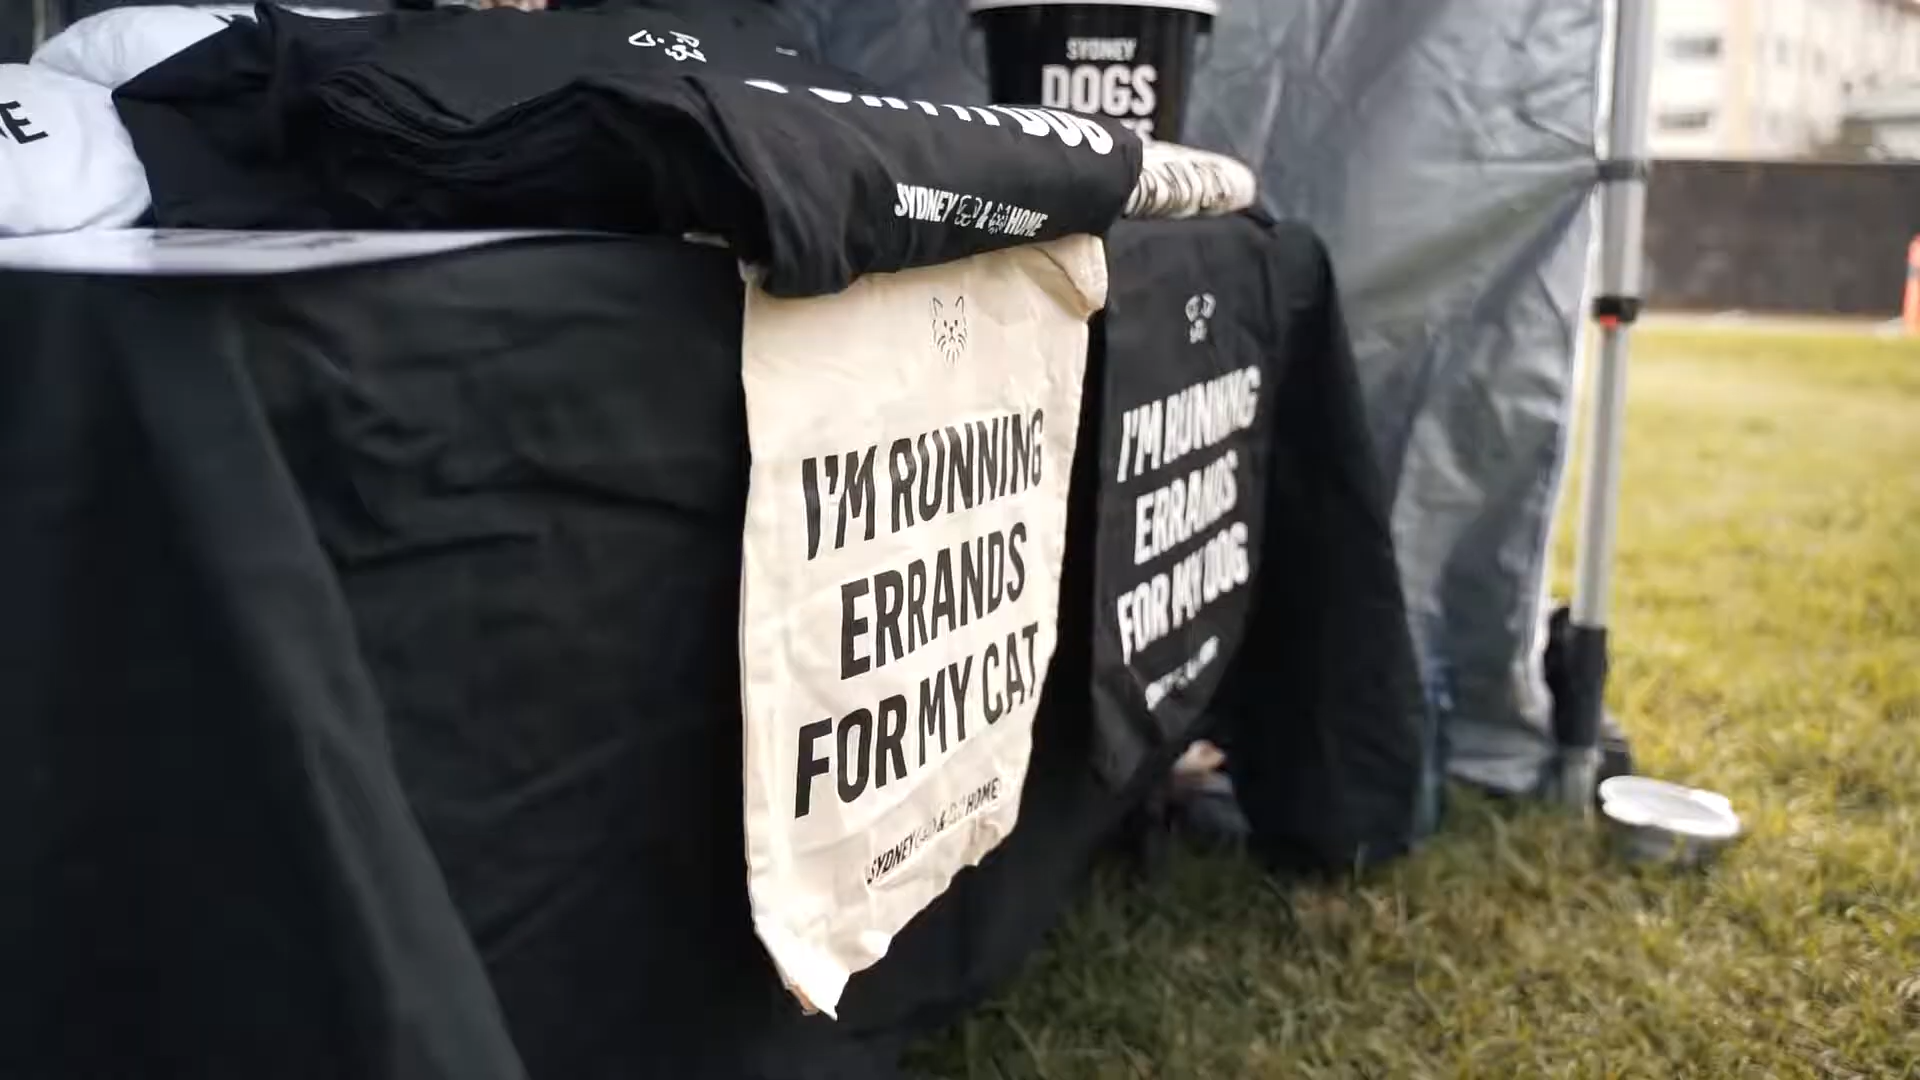 SYDNEY
DOGS
SYDNEY & HOME
I'M RUNNING
ERRANDS
FOR MY CAT
SYDNEY & HOME
I'M RUNNING
ERRANDS
FOR MY DOG